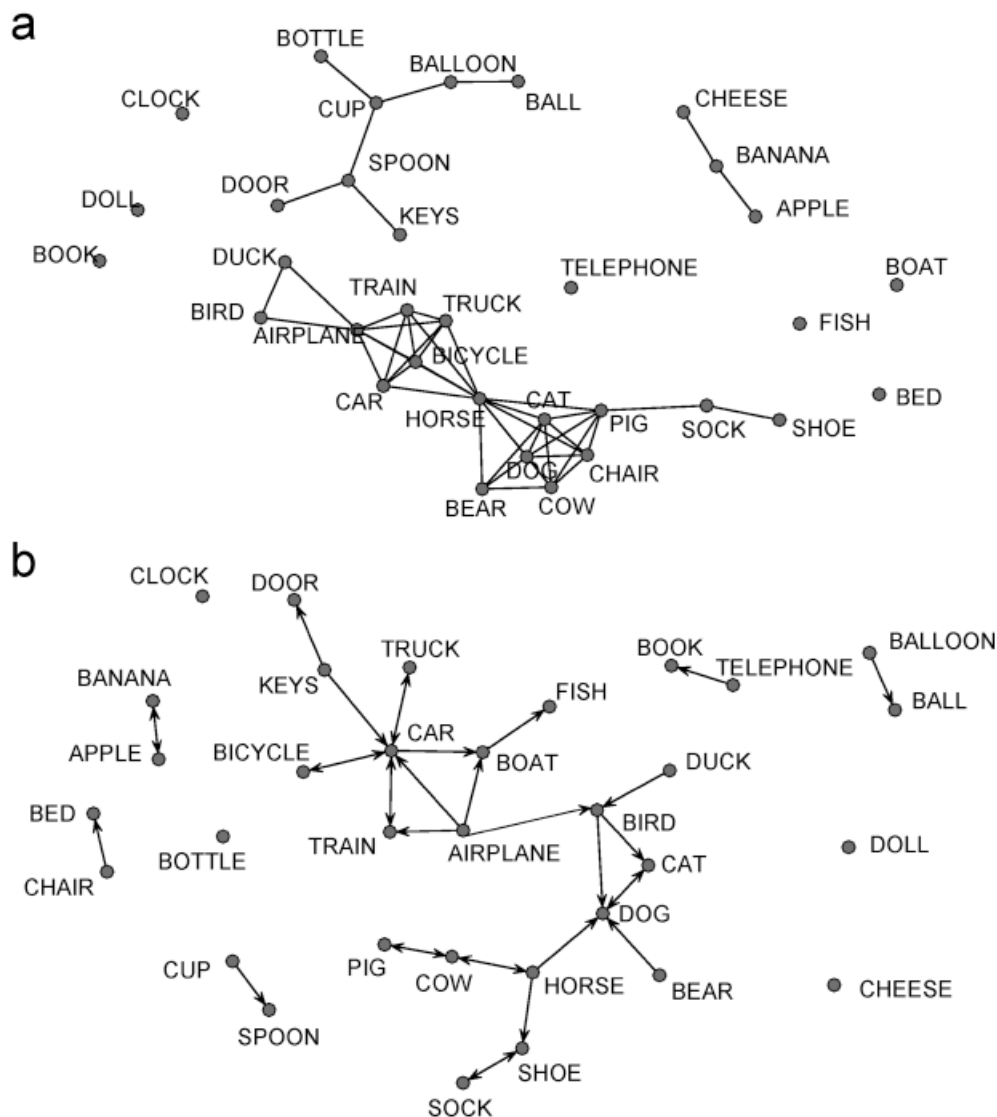 a
BOTTLE
BALLOON
CLOCK
CUP
BALL
CHEESE
SPOON
BANANA
DOOR
DOLL
KEYS
APPLE
BOOK
DUCK
TELEPHONE
BOAT
TRAIN
TRUCK
BIRD
AIRPLANE
FISH
BICYCLE
CAR
HORSE
CAT
PIG
BED
SOCK
SHOE
DOG
CHAIR
BEAR
COW
b
CLOCK
DOOR
TRUCK
BOOK
BALLOON
BANANA
KEYS
TELEPHONE
FISH
BALL
CAR
APPLE
BICYCLE
BOAT
DUCK
BED
BIRD
TRAIN
AIRPLANE
DOLL
BOTTLE
CAT
CHAIR
DOG
CUP
PIG
COW
HORSE
BEAR
CHEESE
SPOON
SHOE
SOCK